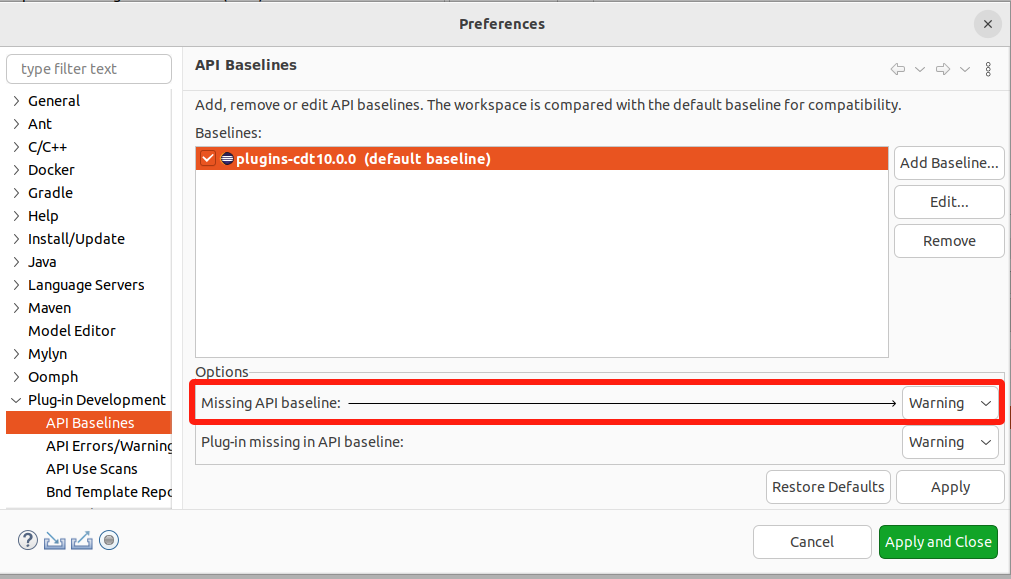 Preferences
type filter text
General
Ant
C/C++
Docker
Gradle
Help
Install/Update
Java
Language Servers
Maven
Model Editor
Mylyn
Oomph
Plug-in Development
API Baselines
API Errors/Warning
API Use Scans
Bnd Template Repo
API Baselines
Add, remove or edit API baselines. The workspace is compared with the default baseline for compatibility.
Baselines:
plugins-cdt10.0.0 (default baseline)
Add Baseline...
Edit...
Remove
Options
Missing API baseline: Warning
Plug-in missing in API baseline: Warning
Restore Defaults Apply
Cancel Apply and Close